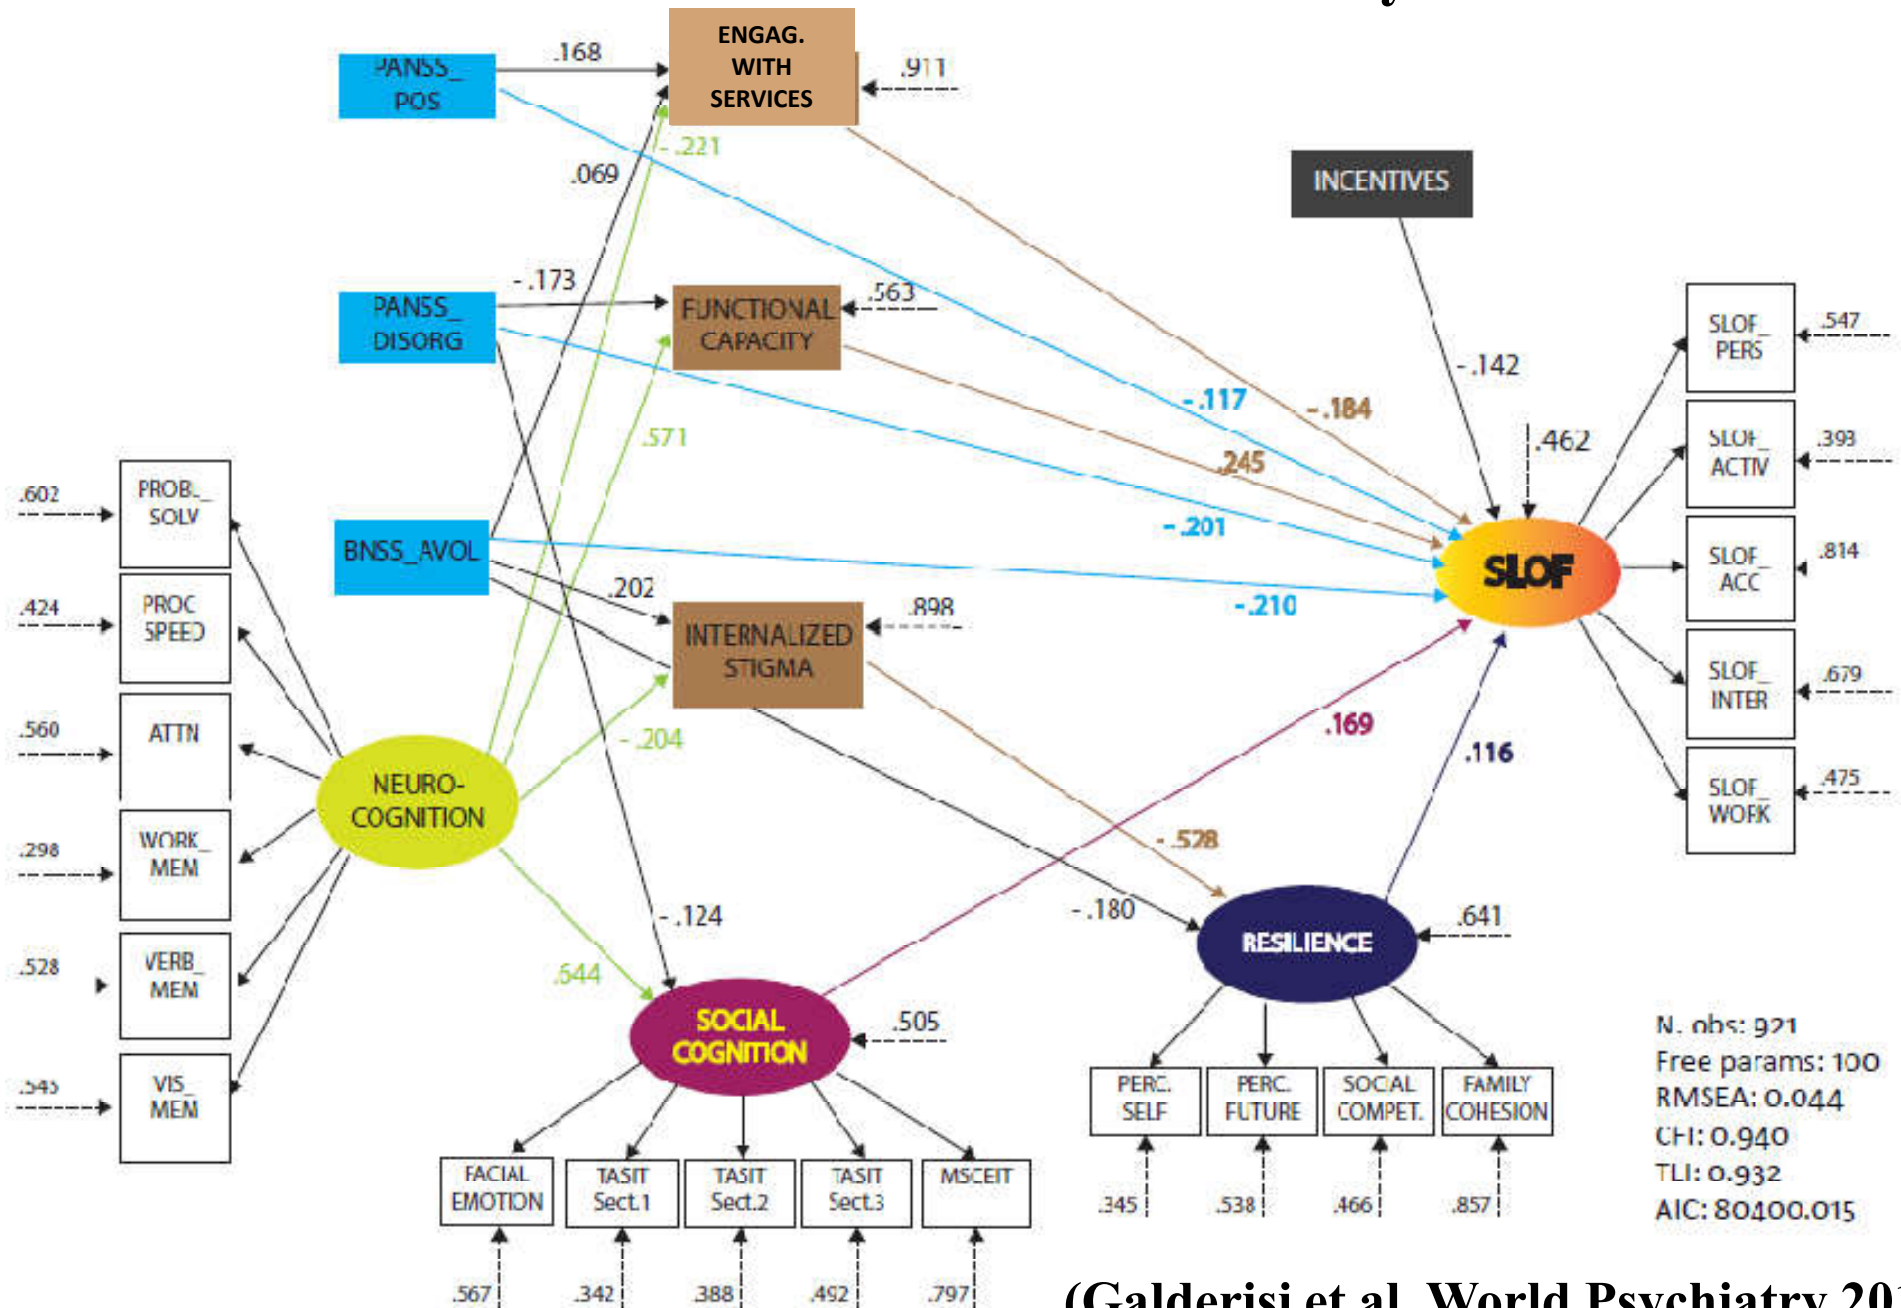 ENGAG.
WITH
SERVICES
.168
.911
PANSS_
POS
-.221
.069
INCENTIVES
-.173
.563
PANSS_
DISORG
FUNCTIONAL
CAPACITY
-.142
SLOF_
PERS
.547
-.117
-.184
.571
.245
.462
SLOF_
ACTIV
.393
-.201
.602
PROBL_
SOLV
BNSS_AVOL
SLOF
SLOF_
ACC
.814
.202
-.210
.898
.424
PROC
SPEED
INTERNALIZED
STIGMA
SLOF_
INTER
.679
.560
ATTN
-.204
.169
.116
NEURO-
COGNITION
SLOF_
WORK
.475
.298
WORK_
MEM
-.528
-.124
-.180
.641
RESILIENCE
.528
VERB_
MEM
SOCIAL
COGNITION
.505
N. obs: 921
Free params: 100
RMSEA: 0.044
CFI: 0.940
TLI: 0.932
AIC: 80400.015
VIS_
MEM
PERC.
SELF
PERC.
FUTURE
SOCIAL
COMPET.
FAMILY
COHESION
.345
.538
.466
.857
FACIAL
EMOTION
TASIT
Sect.1
TASIT
Sect.2
TASIT
Sect.3
MSCEIT
.567
.342
.388
.492
.797
(Galderisi et al. World Psychiatry